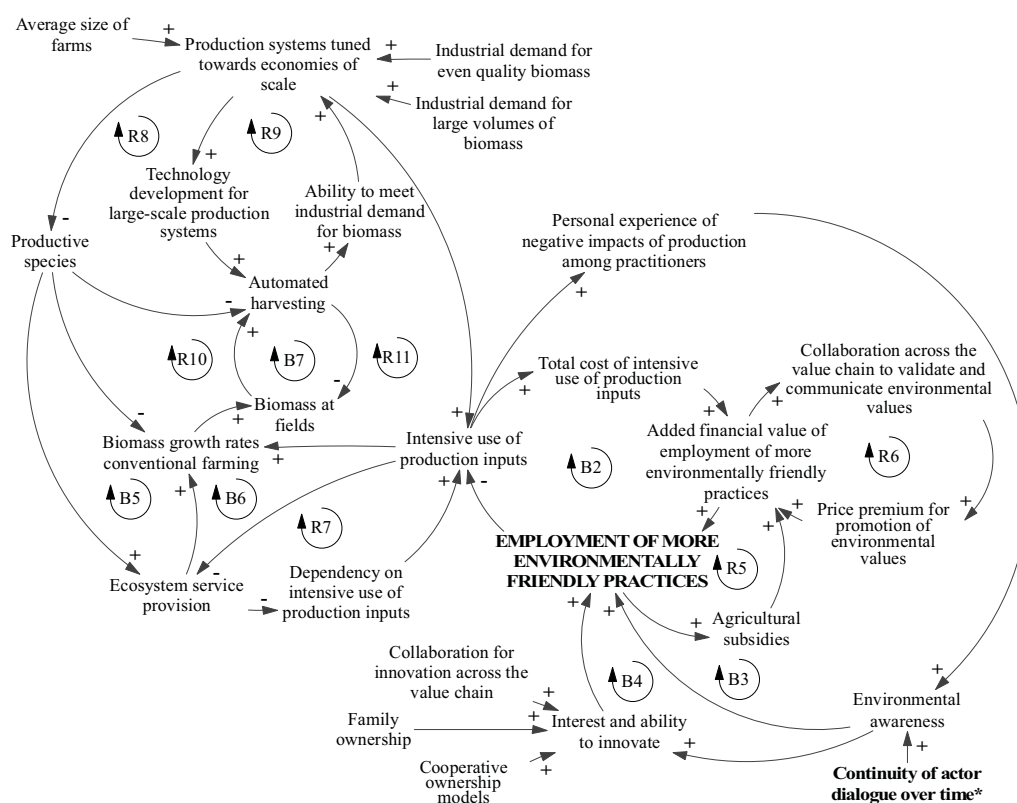 Average size of
farms
+
Production systems tuned
towards economies of
scale
+
Industrial demand for
even quality biomass
+
Industrial demand for
large volumes of
biomass
R8
R9
+
+
Technology
development for
large-scale production
systems
Ability to meet
industrial demand
for biomass
-
Productive
species
+
+
Automated
harvesting
-
+
Personal experience of
negative impacts of production
among practitioners
+
R10
B7
R11
-
Biomass at
fields
+
Total cost of intensive
use of production
inputs
+
+
Collaboration across the
value chain to validate and
communicate environmental
values
+
-
Biomass growth rates
conventional farming
+
+
+
Intensive use of
production inputs
+
+
-
Added financial value of
employment of more
environmentally friendly
practices
R6
B2
B5
B6
+
R7
+
+
+
Price premium for
promotion of
environmental
values
+
+
EMPLOYMENT OF MORE
ENVIRONMENTALLY
FRIENDLY PRACTICES
R5
+
Ecosystem service
provision
-
-
Dependency on
intensive use of
production inputs
+
+
+
Agricultural
subsidies
Collaboration for
innovation across the
value chain
B4
B3
+
Family
ownership
+
Interest and ability
to innovate
+
+
Cooperative
ownership
models
+
Environmental
awareness
+
Continuity of actor
dialogue over time*